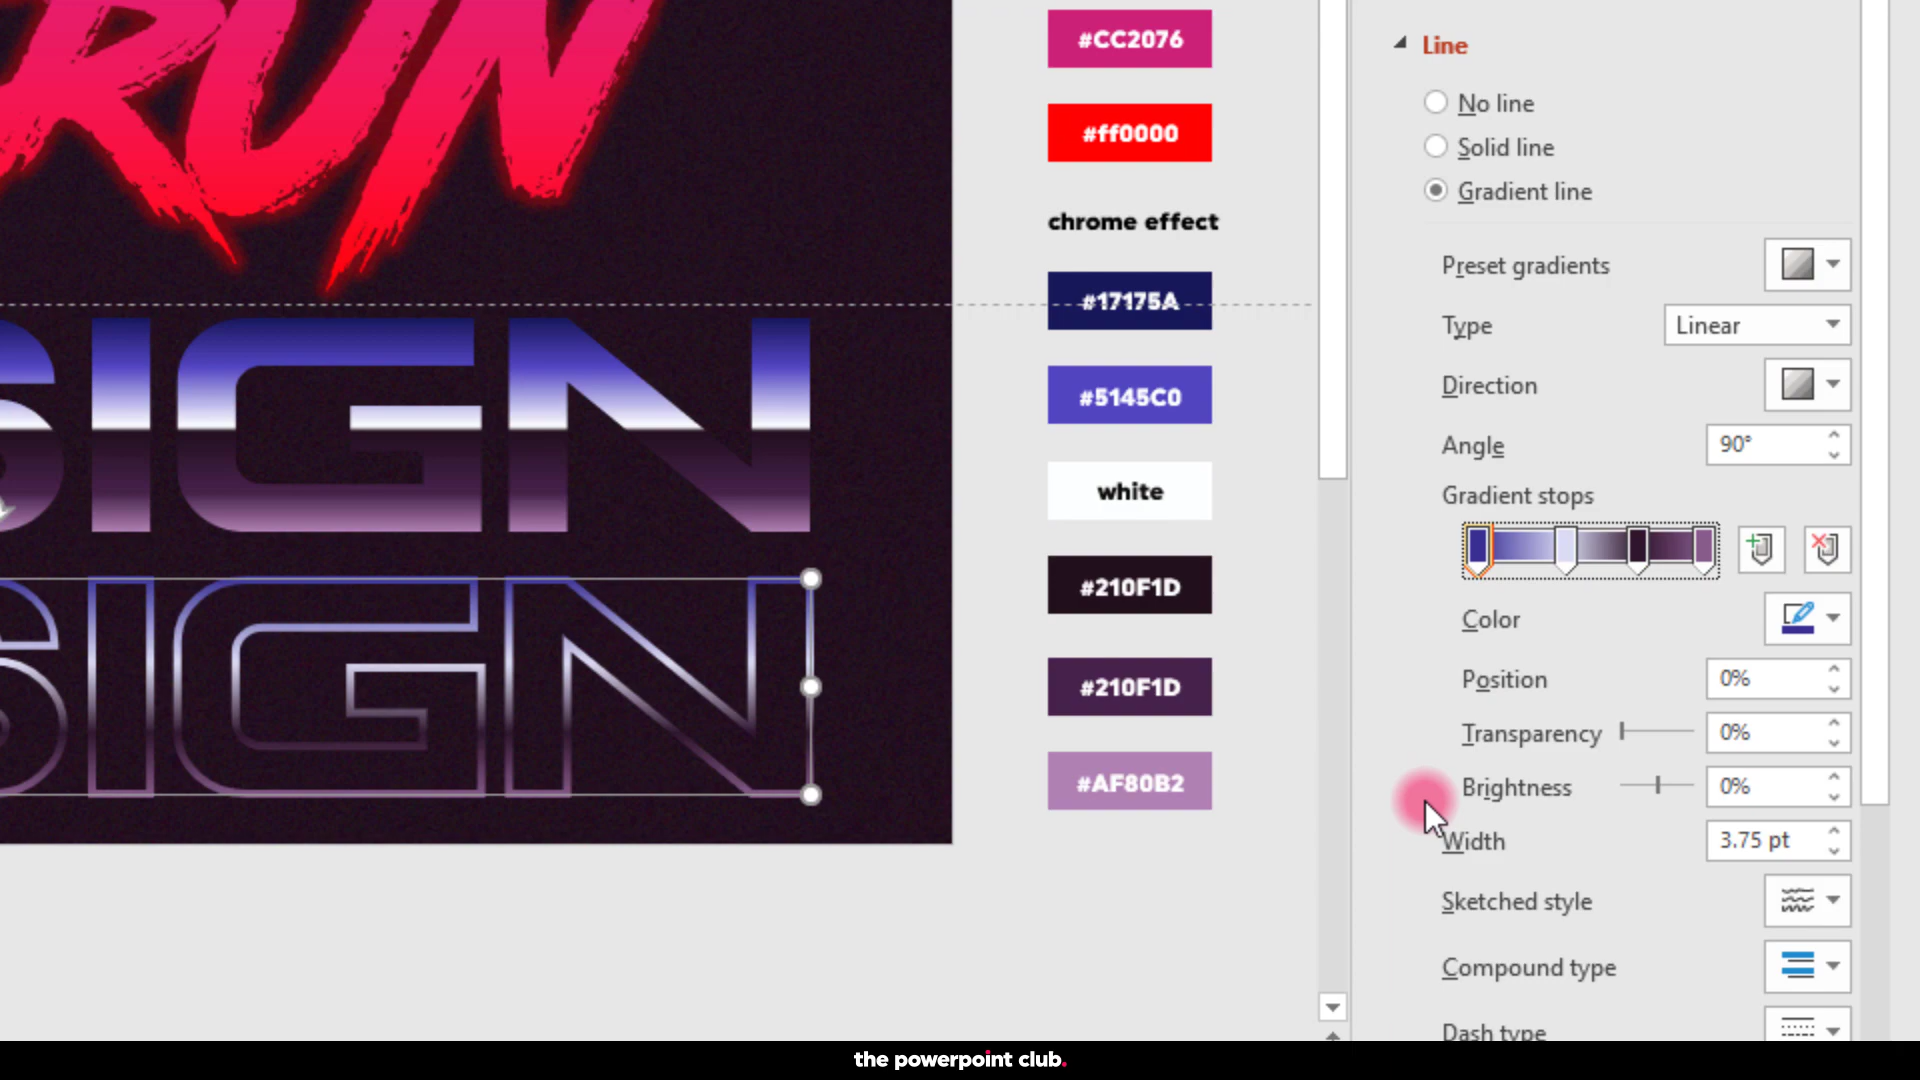 RUN
SIGN
SIGN
#CC2076
#ff0000
chrome effect
#17175A
#5145C0
white
#210F1D
#210F1D
#AF80B2
Line
No line
Solid line
Gradient line
Preset gradients
Type
Linear
Direction
Angle
90°
Gradient stops
Color
Position
0%
Transparency
0%
Brightness
0%
Width
3.75 pt
Sketched style
Compound type
Dash type
the powerpoint club.